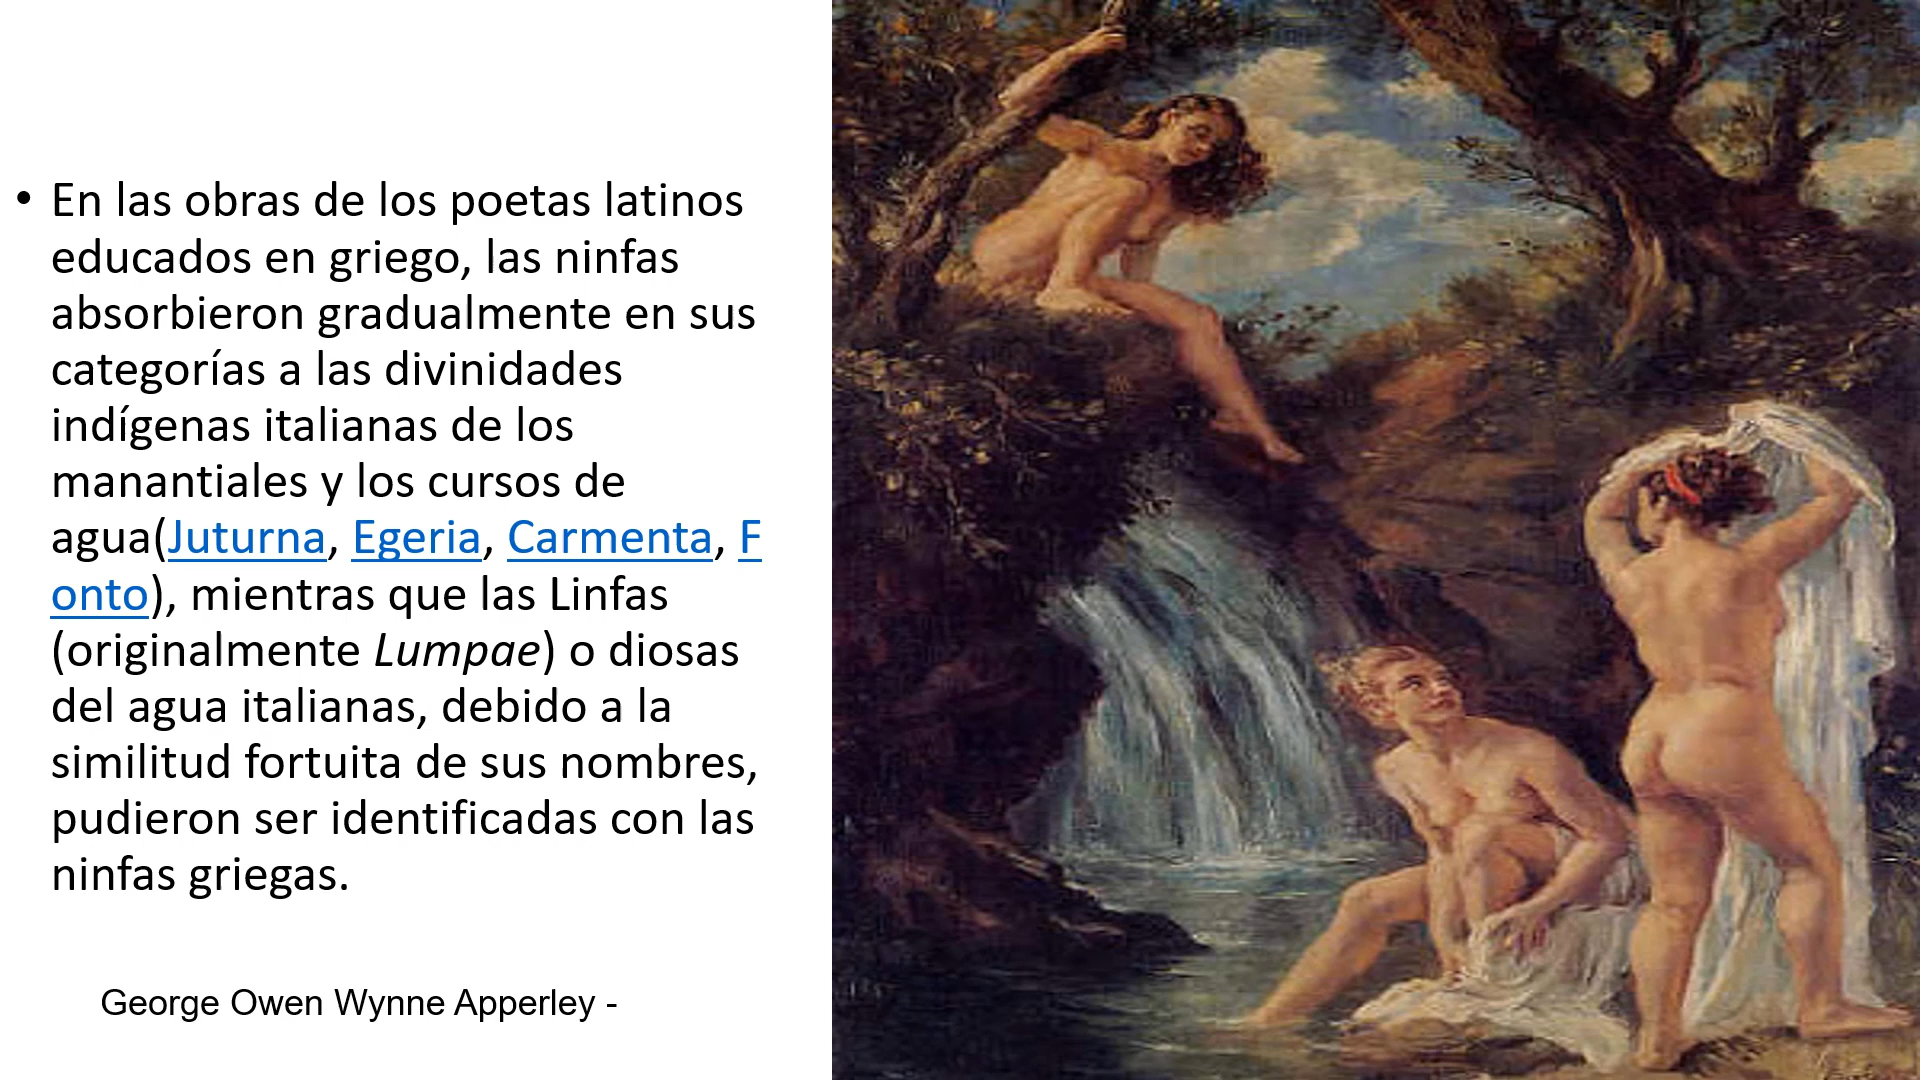 • En las obras de los poetas latinos
educados en griego, las ninfas
absorbieron gradualmente en sus
categorías a las divinidades
indígenas italianas de los
manantiales y los cursos de
agua(Juturna, Egeria, Carmenta, F
onto), mientras que las Linfas
(originalmente Lumpae) o diosas
del agua italianas, debido a la
similitud fortuita de sus nombres,
pudieron ser identificadas con las
ninfas griegas.
George Owen Wynne Apperley -